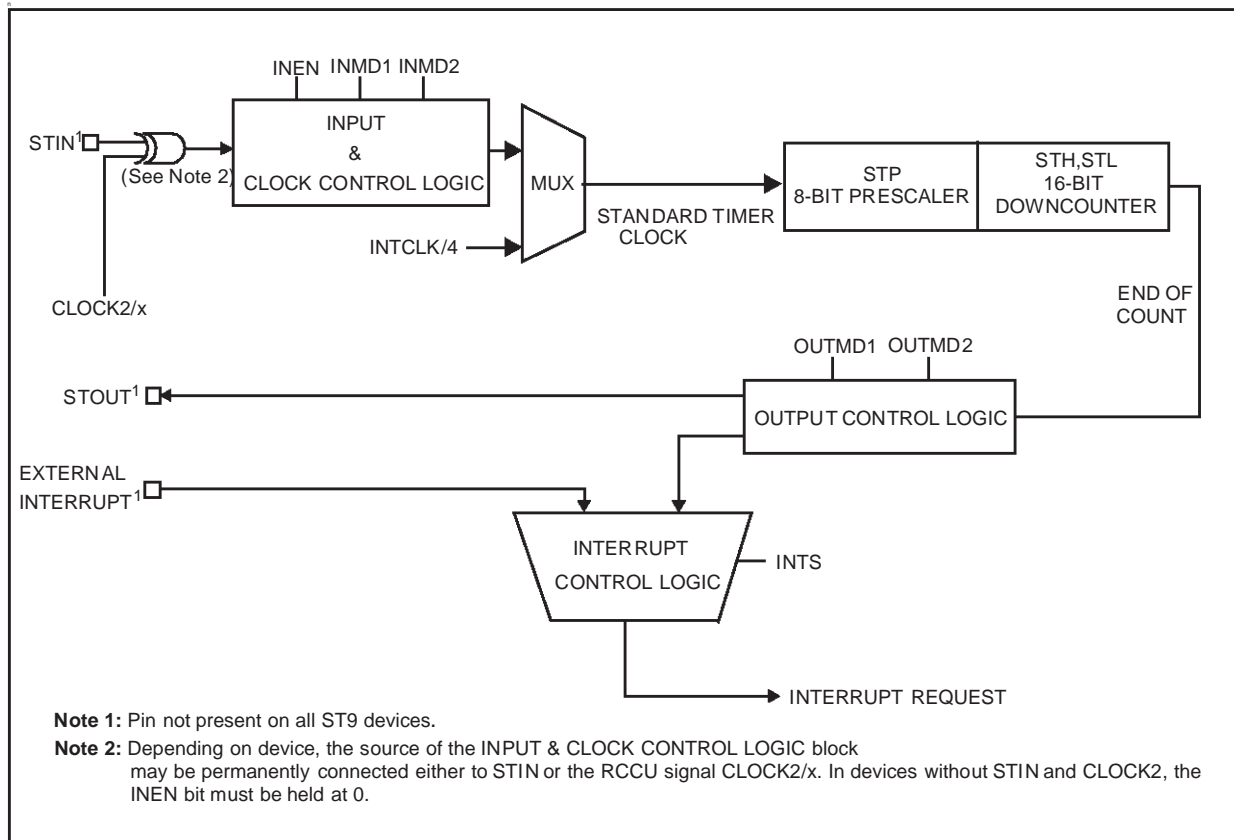 INEN INMD1 INMD2
STIN1
(See Note 2)
INPUT
&
CLOCK CONTROL LOGIC
MUX
INTCLK/4
STANDARD TIMER
CLOCK
STP
8-BIT PRESCALER
STH,STL
16-BIT
DOWNCOUNTER
CLOCK2/x
END OF
COUNT
OUTMD1 OUTMD2
STOUT1
OUTPUT CONTROL LOGIC
EXTERNAL
INTERRUPT1
INTERRUPT
CONTROL LOGIC
INTS
INTERRUPT REQUEST
Note 1: Pin not present on all ST9 devices.
Note 2: Depending on device, the source of the INPUT & CLOCK CONTROL LOGIC block
may be permanently connected either to STIN or the RCCU signal CLOCK2/x. In devices without STIN and CLOCK2, the
INEN bit must be held at 0.